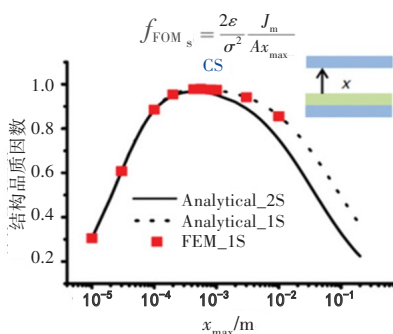 f_FOM_s = 2ε/σ² J_m/Ax_max
CS
x
结构品质因数
1.0
0.8
0.6
0.4
0.2
Analytical_2S
Analytical_1S
FEM_1S
10⁻⁵ 10⁻⁴ 10⁻³ 10⁻² 10⁻¹
x_max/m